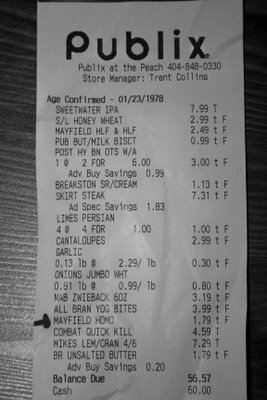 Publix
Publix at the Peach 404-848-0330
Store Manager: Trent Collins
Age Confirmed - 01/23/1978
SWEETWATER IPA 7.99 T
S/L HONEY WHEAT 2.99 t F
MAYFIELD HLF & HLF 2.49 t F
PUB BUT/MILK BISCT 0.99 t F
POST HY BN OTS W/A
1 @ 2 FOR 6.00 3.00 t F
Adv Buy Savings 0.99
BREAKSTON SR/CREAM 1.13 t F
SKIRT STEAK 7.31 t F
Ad Spec Savings 1.83
LIMES PERSIAN
4 @ 4 FOR 1.00 1.00 t F
CANTALOUPES 2.99 t F
GARLIC
0.13 lb @ 2.29/ lb 0.30 t F
ONIONS JUMBO WHT
0.81 lb @ 0.99/ lb 0.80 t F
NAB ZWIEBACK 6OZ 3.19 t F
ALL BRAN YOG BITES 3.99 t F
MAYFIELD HOMO 1.79 t F
COMBAT QUICK KILL 4.59 T
MIKES LEM/CRAN 4/6 7.29 T
BR UNSALTED BUTTER 1.79 t F
Adv Buy Savings 0.20
Balance Due 56.57
Cash 60.00